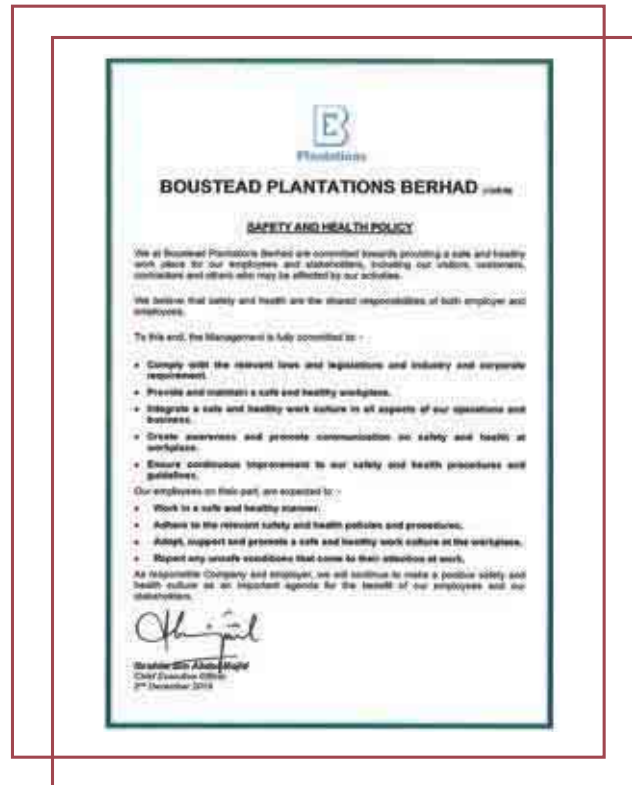 B
Plantations
BOUSTEAD PLANTATIONS BERHAD
SAFETY AND HEALTH POLICY
We at Boustead Plantations Berhad are committed towards providing a safe and healthy
work place for our employees and stakeholders, including our visitors, customers,
contractors and others who may be affected by our activities.
We believe that safety and health are the shared responsibilities of both employer and
employees.
To this end, the Management is fully committed to :-
• Comply with the relevant laws and legislations and industry and corporate
requirement.
• Provide and maintain a safe and healthy workplace.
• Integrate a safe and healthy work culture in all aspects of our operations and
business.
• Create awareness and promote communication on safety and health at
workplace.
• Ensure continuous improvement to our safety and health procedures and
guidelines.
Our employees on their part, are expected to :-
• Work in a safe and healthy manner.
• Adhere to the relevant safety and health policies and procedures.
• Adopt, support and promote a safe and healthy work culture at the workplace.
• Report any unsafe conditions that come to their attention at work.
As responsible Company and employer, we will continue to make a positive safety and
health culture as an important agenda for the benefit of our employees and our
stakeholders.
Ibrahim Bin Abdul Majid
Chief Executive Officer
2nd December 2019